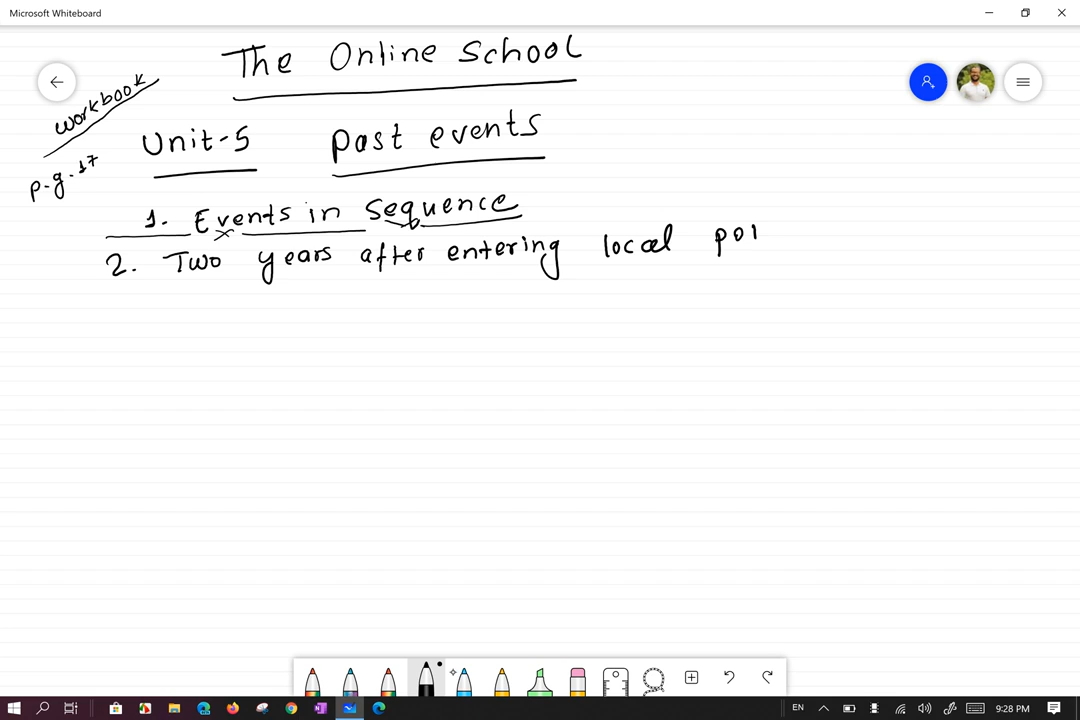 Microsoft Whiteboard
The Online School
workbook
p.g.17
Unit-5 past events
1. Events in sequence
2. Two years after entering local pol
EN 9:28 PM